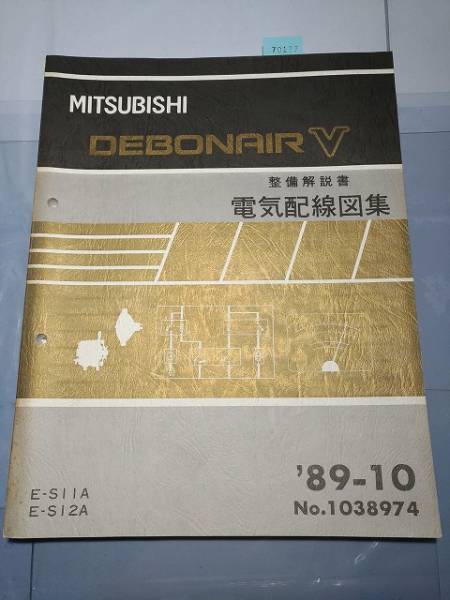 70137
MITSUBISHI
DEBONAIR V
整備解説書
電気配線図集
E-S11A
E-S12A
'89-10
No.1038974